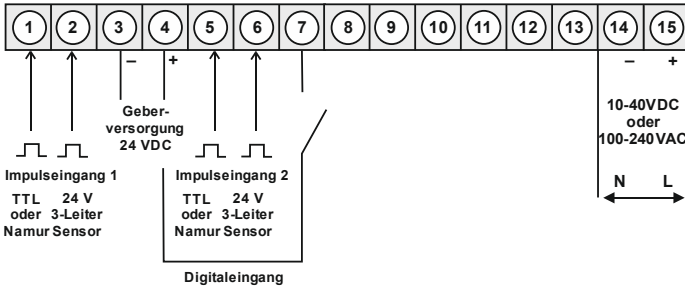 1 2 3 4 5 6 7 8 9 10 11 12 13 14 15
– + – +
Geber-
versorgung
24 VDC
10-40VDC
oder
100-240VAC
Impulseingang 1 Impulseingang 2
N L
TTL 24 V TTL 24 V
oder 3-Leiter oder 3-Leiter
Namur Sensor Namur Sensor
Digitaleingang